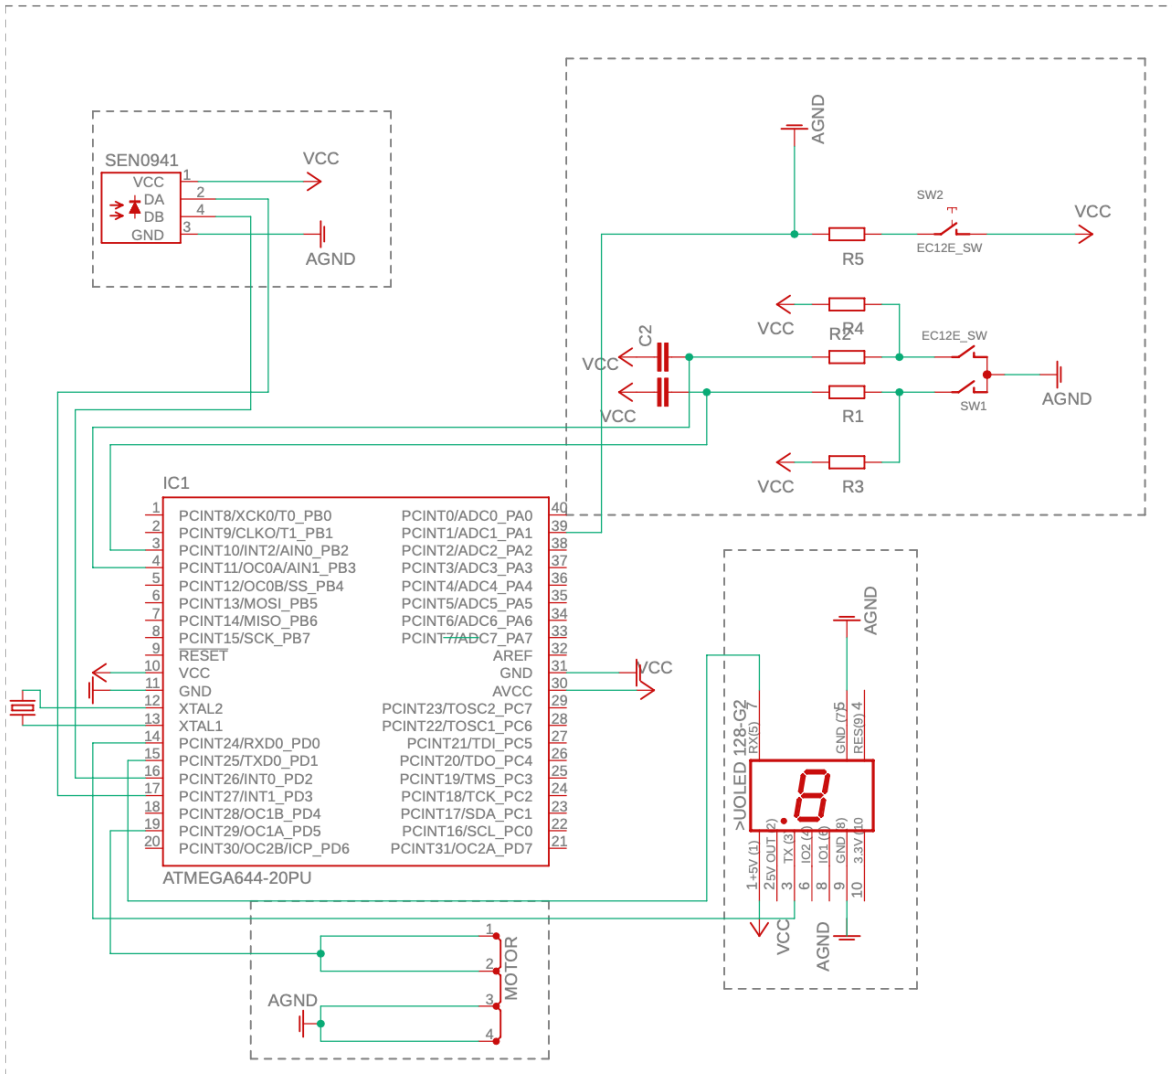 SEN0941
VCC
DA
DB
GND
1
2
4
3
VCC
AGND
AGND
SW2
EC12E_SW
VCC
R5
VCC
R4
C2
VCC
R2
EC12E_SW
VCC
R1
SW1
AGND
VCC
R3
IC1
1 PCINT8/XCK0/T0_PB0 PCINT0/ADC0_PA0 40
2 PCINT9/CLKO/T1_PB1 PCINT1/ADC1_PA1 39
3 PCINT10/INT2/AIN0_PB2 PCINT2/ADC2_PA2 38
4 PCINT11/OC0A/AIN1_PB3 PCINT3/ADC3_PA3 37
5 PCINT12/OC0B/SS_PB4 PCINT4/ADC4_PA4 36
6 PCINT13/MOSI_PB5 PCINT5/ADC5_PA5 35
7 PCINT14/MISO_PB6 PCINT6/ADC6_PA6 34
8 PCINT15/SCK_PB7 PCINT7/ADC7_PA7 33
9 RESET AREF 32
10 VCC GND 31
11 GND AVCC 30
12 XTAL2 PCINT23/TOSC2_PC7 29
13 XTAL1 PCINT22/TOSC1_PC6 28
14 PCINT24/RXD0_PD0 PCINT21/TDI_PC5 27
15 PCINT25/TXD0_PD1 PCINT20/TDO_PC4 26
16 PCINT26/INT0_PD2 PCINT19/TMS_PC3 25
17 PCINT27/INT1_PD3 PCINT18/TCK_PC2 24
18 PCINT28/OC1B_PD4 PCINT17/SDA_PC1 23
19 PCINT29/OC1A_PD5 PCINT16/SCL_PC0 22
20 PCINT30/OC2B/ICP_PD6 PCINT31/OC2A_PD7 21
ATMEGA644-20PU
VCC
AGND
>UOLED 128-G2
RX(5) 7
GND (7) 5
RES(9) 4
8
1 +5V (1)
2 5V OUT (2)
3 TX (3)
6 IO2 (4)
8 IO1 (6)
9 GND (8)
10 3.3V (10
VCC
AGND
MOTOR
1
2
3
4
AGND